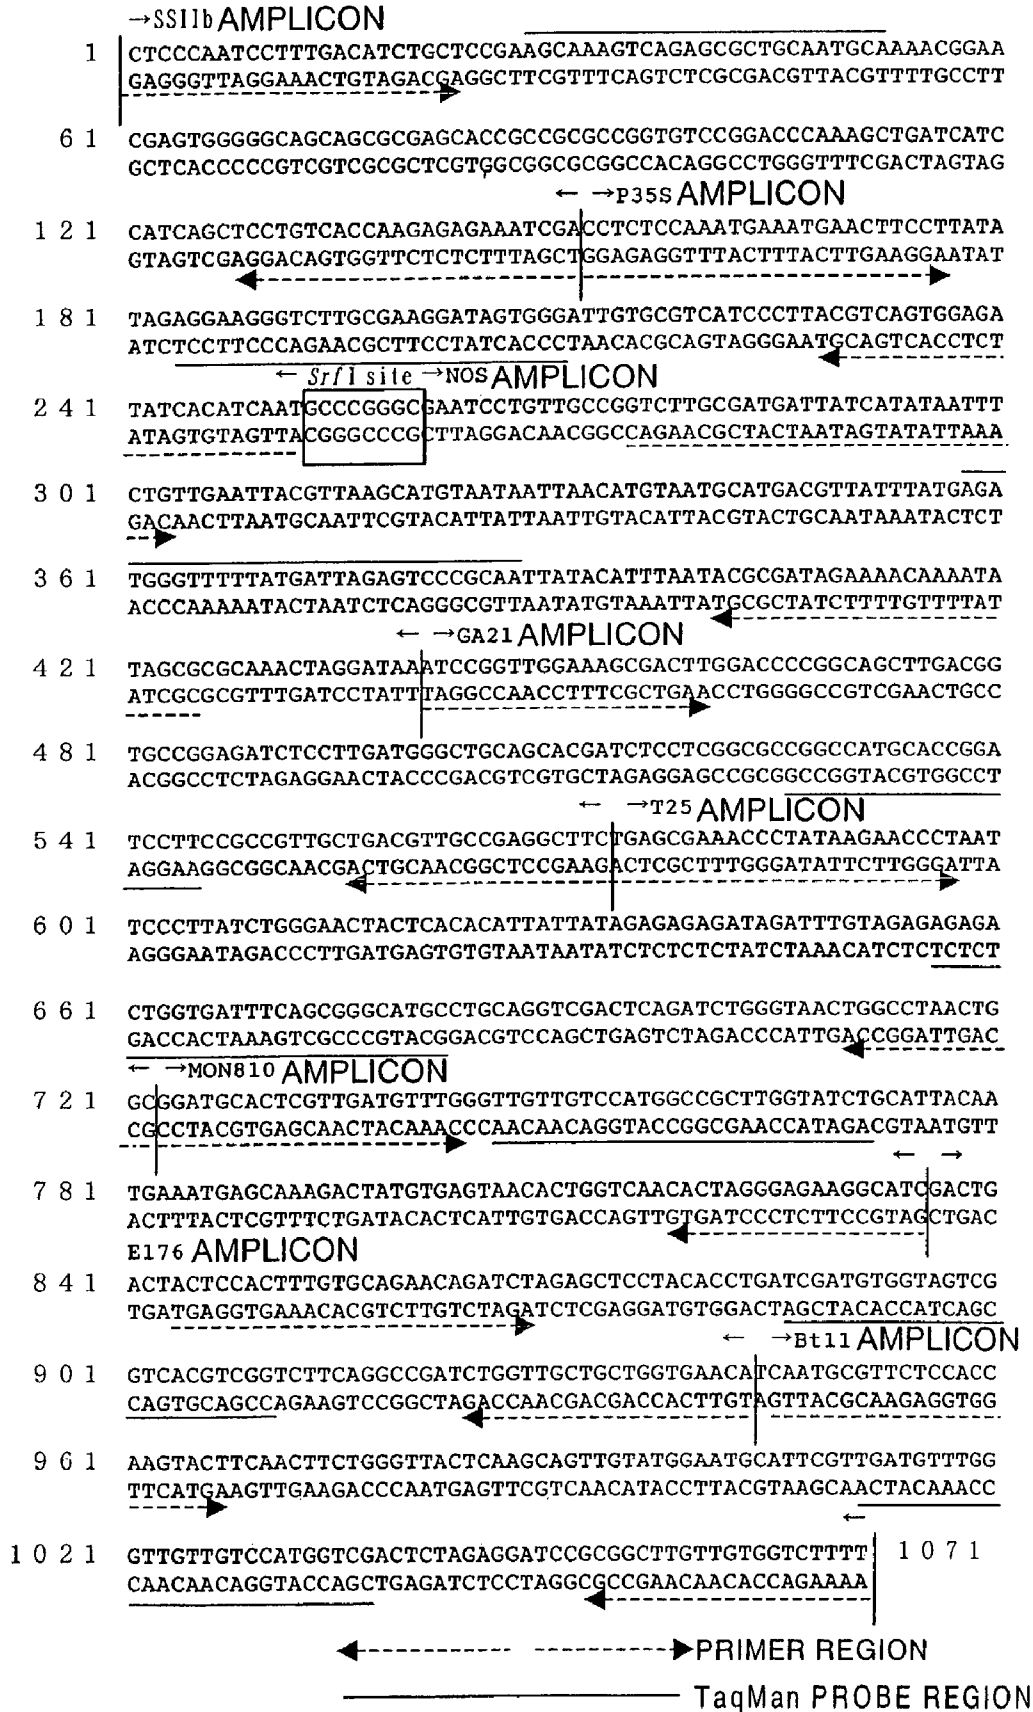 →SSIIb AMPLICON
1 CTCCCAATCCTTTGACATCTGCTCCGAAGCAAAGTCAGAGCGCTGCAATGCAAAACGGAA
GAGGGTTAGGAAACTGTAGACGAGGCTTCGTTTCAGTCTCGCGACGTTACGTTTTGCCTT
61 CGAGTGGGGGCAGCAGCGCGAGCACCGCCGCGCCGGTGTCCGGACCCAAAGCTGATCATC
GCTCACCCCCGTCGTCGCGCTCGTGGCGGCGCGGCCACAGGCCTGGGTTTCGACTAGTAG
← →P35S AMPLICON
121 CATCAGCTCCTGTCACCAAGAGAGAAATCGACCTCTCCAAATGAAATGAACTTCCTTATA
GTAGTCGAGGACAGTGGTTCTCTCTTTAGCTGGAGAGGTTTACTTTACTTGAAGGAATAT
181 TAGAGGAAGGGTCTTGCGAAGGATAGTGGGATTGTGCGTCATCCCTTACGTCAGTGGAGA
ATCTCCTTCCCAGAACGCTTCCTATCACCCTAACACGCAGTAGGGAATGCAGTCACCTCT
← SrfI site →NOS AMPLICON
241 TATCACATCAATGCCCGGGCGAATCCTGTTGCCGGTCTTGCGATGATTATCATATAATTT
ATAGTGTAGTTACGGGCCCGCTTAGGACAACGGCCAGAACGCTACTAATAGTATATTAAA
301 CTGTTGAATTACGTTAAGCATGTAATAATTAACATGTAATGCATGACGTTATTTATGAGA
GACAACTTAATGCAATTCGTACATTATTAATTGTACATTACGTACTGCAATAAATACTCT
361 TGGGTTTTTATGATTAGAGTCCCGCAATTATACATTTAATACGCGATAGAAAACAAAATA
ACCCAAAAATACTAATCTCAGGGCGTTAATATGTAAATTATGCGCTATCTTTTGTTTTAT
← →GA21 AMPLICON
421 TAGCGCGCAAACTAGGATAAATCCGGTTGGAAAGCGACTTGGACCCCGGCAGCTTGACGG
ATCGCGCGTTTGATCCTATTTAGGCCAACCTTTCGCTGAACCTGGGGCCGTCGAACTGCC
481 TGCCGGAGATCTCCTTGATGGGCTGCAGCACGATCTCCTCGGCGCCGGCCATGCACCGGA
ACGGCCTCTAGAGGAACTACCCGACGTCGTGCTAGAGGAGCCGCGGCCGGTACGTGGCCT
← →T25 AMPLICON
541 TCCTTCCGCCGTTGCTGACGTTGCCGAGGCTTCTGAGCGAAACCCTATAAGAACCCTAAT
AGGAAGGCGGCAACGACTGCAACGGCTCCGAAGACTCGCTTTGGGATATTCTTGGGATTA
601 TCCCTTATCTGGGAACTACTCACACATTATTATAGAGAGAGATAGATTTGTAGAGAGAGA
AGGGAATAGACCCTTGATGAGTGTGTAATAATATCTCTCTCTATCTAAACATCTCTCTCT
661 CTGGTGATTTCAGCGGGCATGCCTGCAGGTCGACTCAGATCTGGGTAACTGGCCTAACTG
GACCACTAAAGTCGCCCGTACGGACGTCCAGCTGAGTCTAGACCCATTGACCGGATTGAC
← →MON810 AMPLICON
721 GCGGATGCACTCGTTGATGTTTGGGTTGTTGTCCATGGCCGCTTGGTATCTGCATTACAA
CGCCTACGTGAGCAACTACAAACCCAACAACAGGTACCGGCGAACCATAGACGTAATGTT
← →
781 TGAAATGAGCAAAGACTATGTGAGTAACACTGGTCAACACTAGGGAGAAGGCATCGACTG
ACTTTACTCGTTTCTGATACACTCATTGTGACCAGTTGTGATCCCTCTTCCGTAGCTGAC
E176 AMPLICON
841 ACTACTCCACTTTGTGCAGAACAGATCTAGAGCTCCTACACCTGATCGATGTGGTAGTCG
TGATGAGGTGAAACACGTCTTGTCTAGATCTCGAGGATGTGGACTAGCTACACCATCAGC
← →Bt11 AMPLICON
901 GTCACGTCGGTCTTCAGGCCGATCTGGTTGCTGCTGGTGAACATCAATGCGTTCTCCACC
CAGTGCAGCCAGAAGTCCGGCTAGACCAACGACGACCACTTGTAGTTACGCAAGAGGTGG
961 AAGTACTTCAACTTCTGGGTTACTCAAGCAGTTGTATGGAATGCATTCGTTGATGTTTGG
TTCATGAAGTTGAAGACCCAATGAGTTCGTCAACATACCTTACGTAAGCAACTACAAACC
←
1021 GTTGTTGTCCATGGTCGACTCTAGAGGATCCGCGGCTTGTTGTGGTCTTTT 1071
CAACAACAGGTACCAGCTGAGATCTCCTAGGCGCCGAACAACACCAGAAAA
PRIMER REGION
TaqMan PROBE REGION